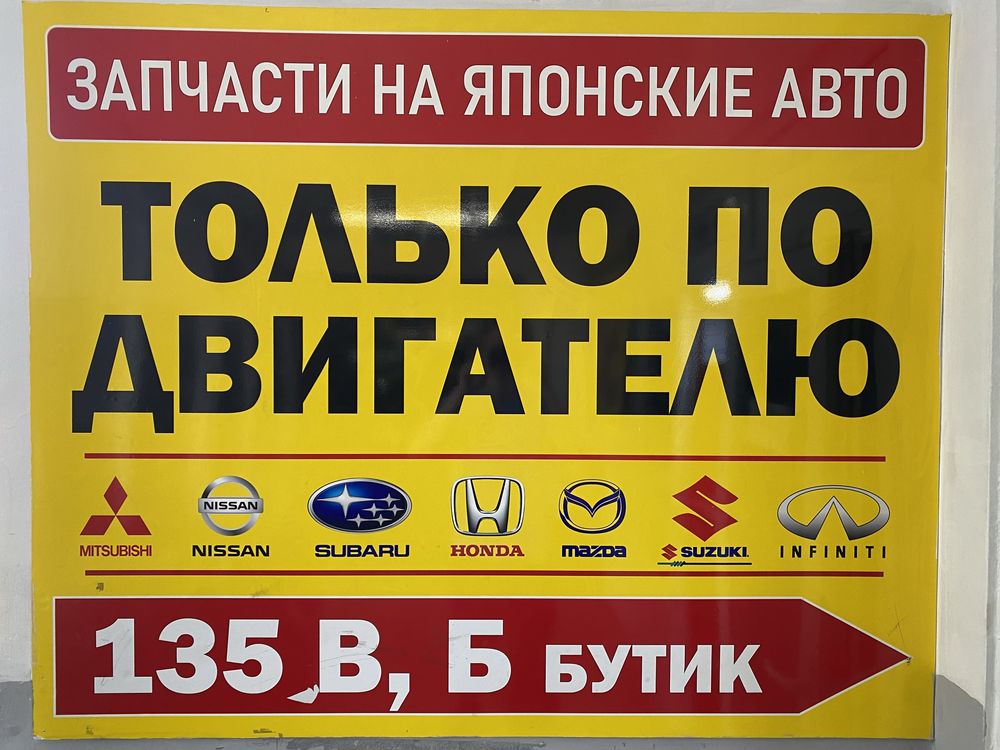 ЗАПЧАСТИ НА ЯПОНСКИЕ АВТО
ТОЛЬКО ПО
ДВИГАТЕЛЮ
NISSAN
MITSUBISHI NISSAN SUBARU HONDA mazda SUZUKI INFINITI
135 В, Б БУТИК